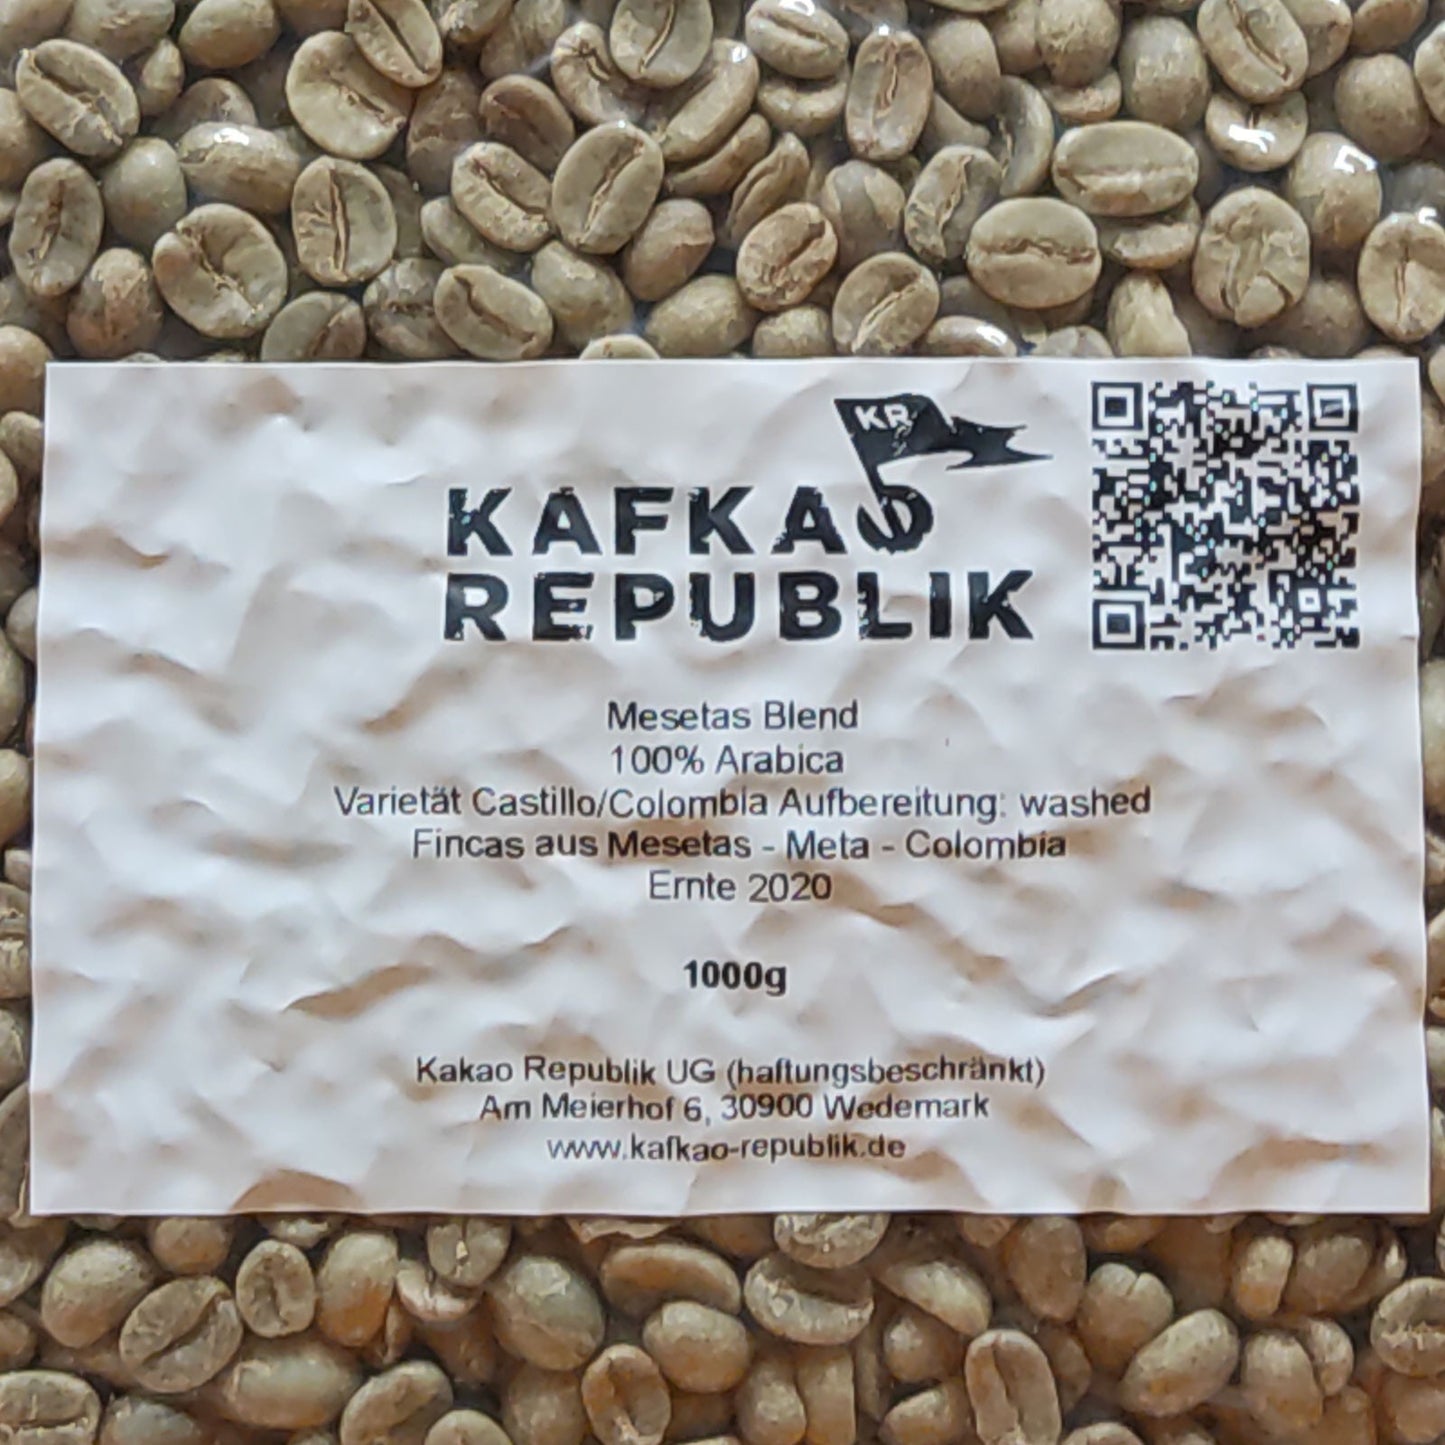 KR
KAFKAO
REPUBLIK
Mesetas Blend
100% Arabica
Varietät Castillo/Colombia Aufbereitung: washed
Fincas aus Mesetas - Meta - Colombia
Ernte 2020
1000g
Kakao Republik UG (haftungsbeschränkt)
Am Meierhof 6, 30900 Wedemark
www.kafkao-republik.de